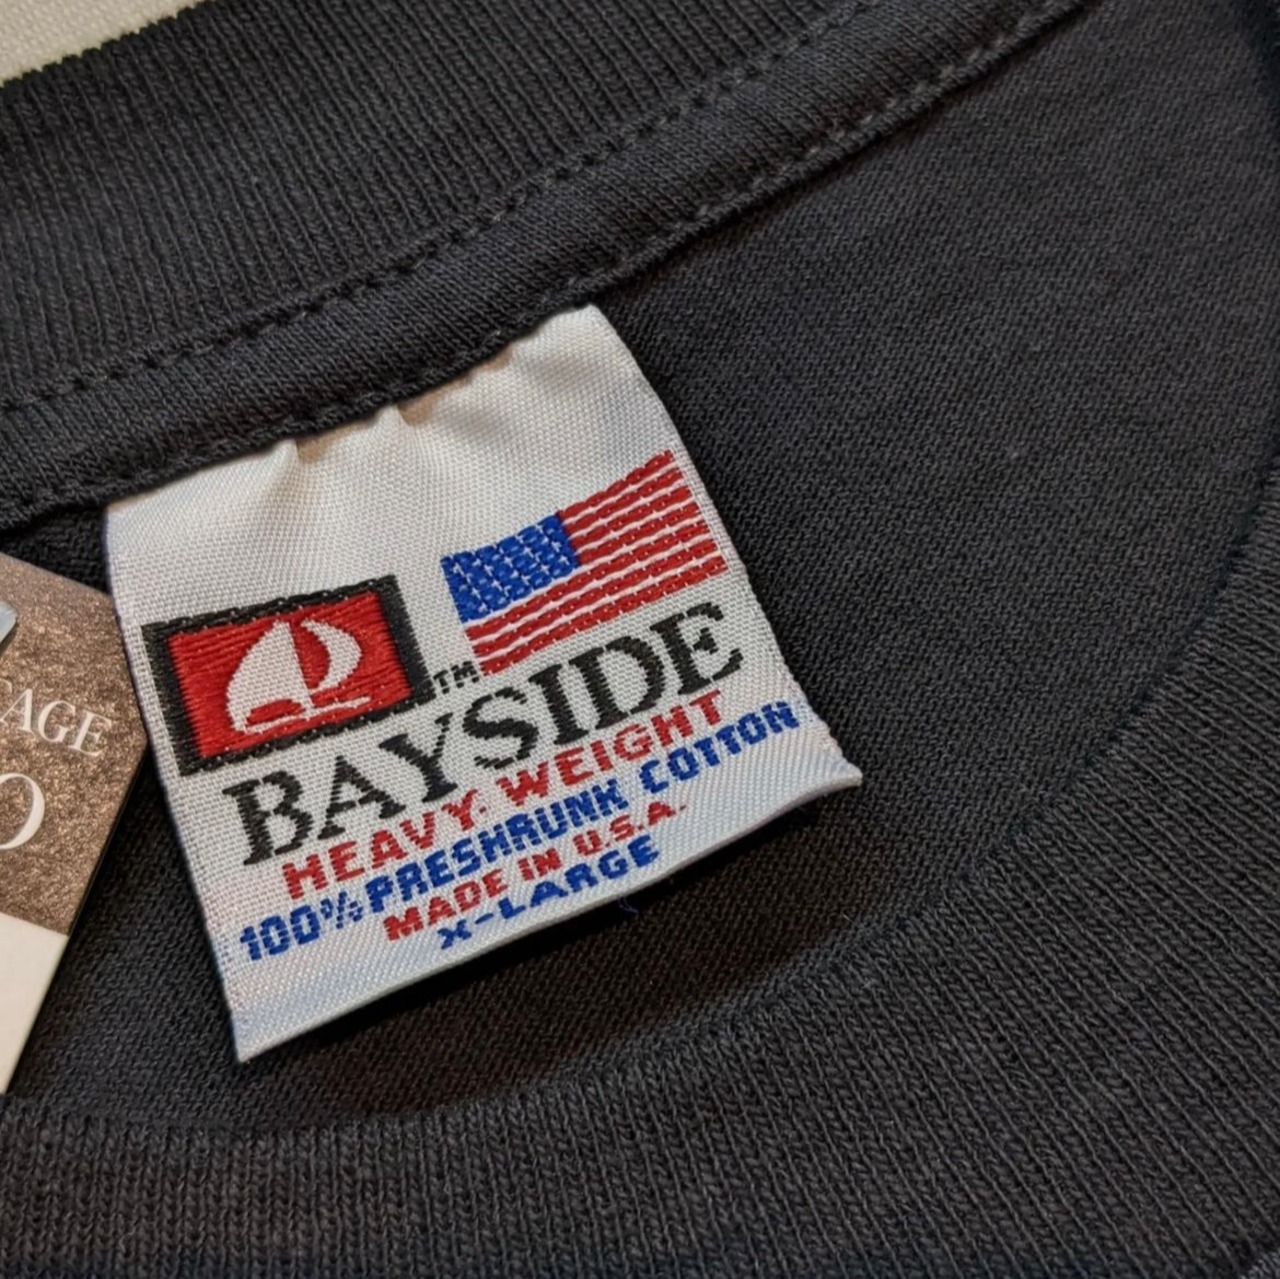 BAYSIDE
HEAVY-WEIGHT
100% PRESHRUNK COTTON
MADE IN U.S.A.
X-LARGE
TM